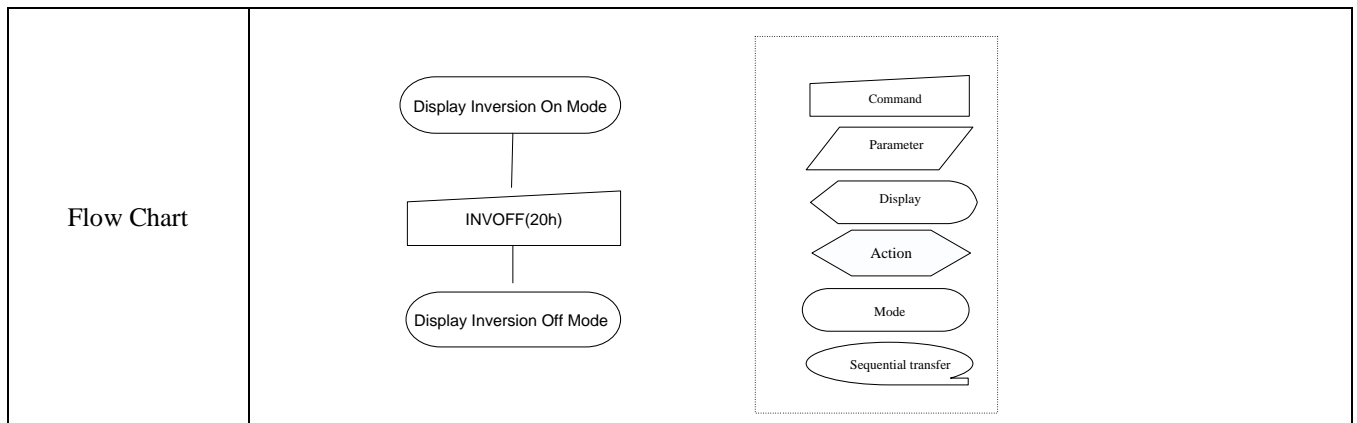 Flow Chart
Display Inversion On Mode
INVOFF(20h)
Display Inversion Off Mode
Command
Parameter
Display
Action
Mode
Sequential transfer